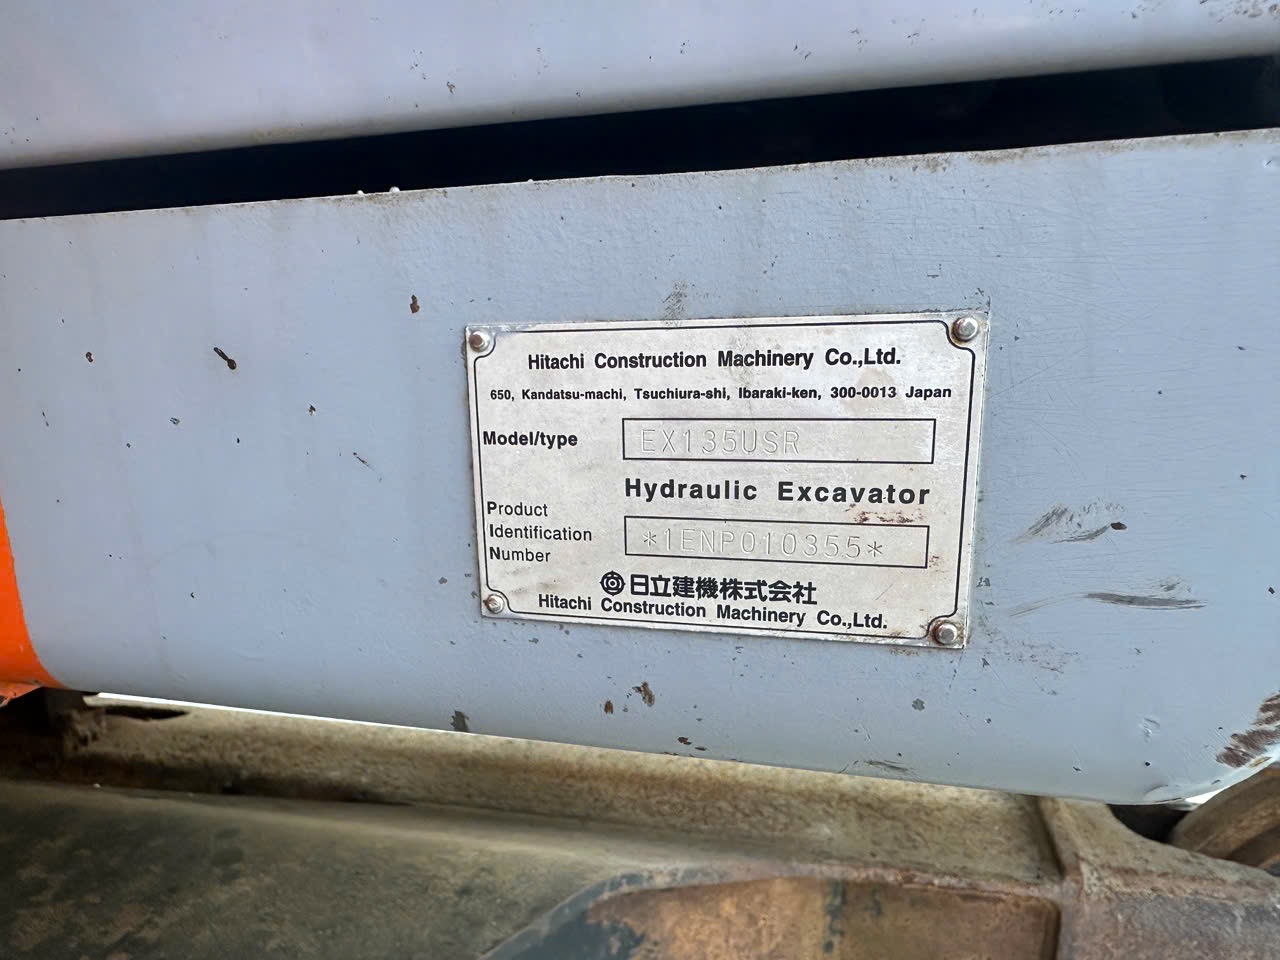 Hitachi Construction Machinery Co.,Ltd.
650, Kandatsu-machi, Tsuchiura-shi, Ibaraki-ken, 300-0013 Japan
Model/type EX135USR
Hydraulic Excavator
Product
Identification
Number *1ENP010355*
日立建機株式会社
Hitachi Construction Machinery Co.,Ltd.